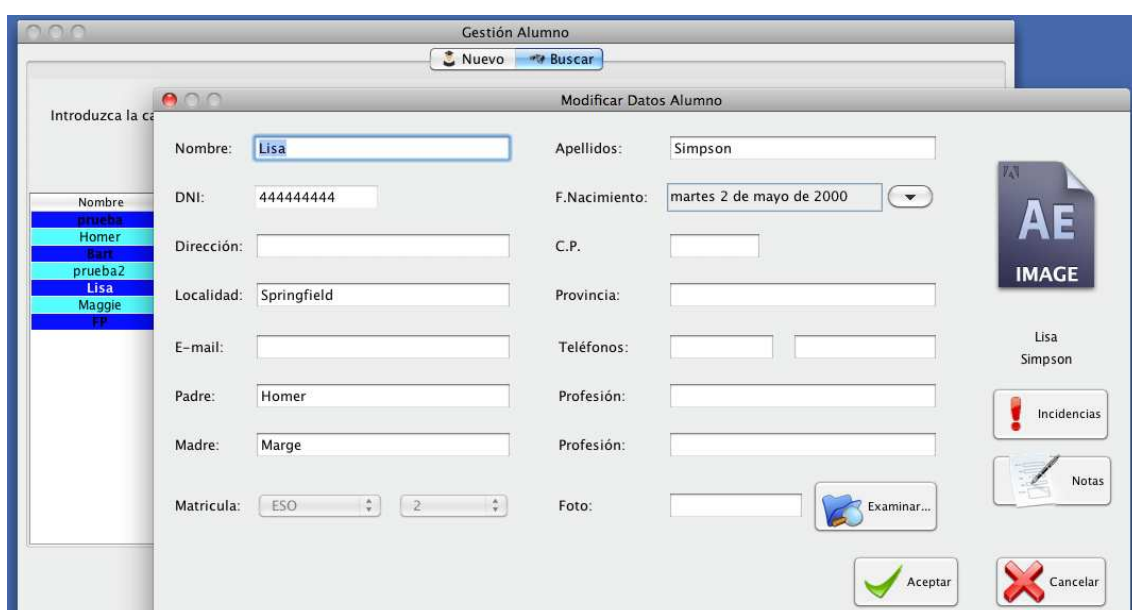 Gestión Alumno
Nuevo Buscar
Introduzca la ca
Nombre
prueba
Homer
Bart
prueba2
Lisa
Maggie
FP
Modificar Datos Alumno
Nombre: Lisa Apellidos: Simpson
DNI: 444444444 F.Nacimiento: martes 2 de mayo de 2000
Dirección: C.P.
Localidad: Springfield Provincia:
E-mail: Teléfonos:
Padre: Homer Profesión:
Madre: Marge Profesión:
Matricula: ESO 2 Foto: Examinar...
AE
IMAGE
Lisa
Simpson
Incidencias
Notas
Aceptar Cancelar